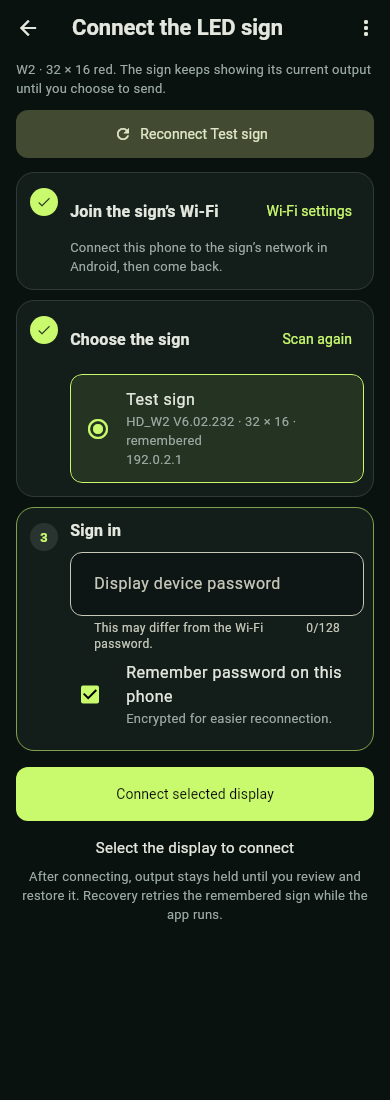 Connect the LED sign
W2 · 32 × 16 red. The sign keeps showing its current output
until you choose to send.
Reconnect Test sign
Join the sign’s Wi-Fi
Wi-Fi settings
Connect this phone to the sign’s network in
Android, then come back.
Choose the sign
Scan again
Test sign
HD_W2 V6.02.232 · 32 × 16 ·
remembered
192.0.2.1
3
Sign in
Display device password
This may differ from the Wi-Fi
password.
0/128
Remember password on this
phone
Encrypted for easier reconnection.
Connect selected display
Select the display to connect
After connecting, output stays held until you review and
restore it. Recovery retries the remembered sign while the
app runs.